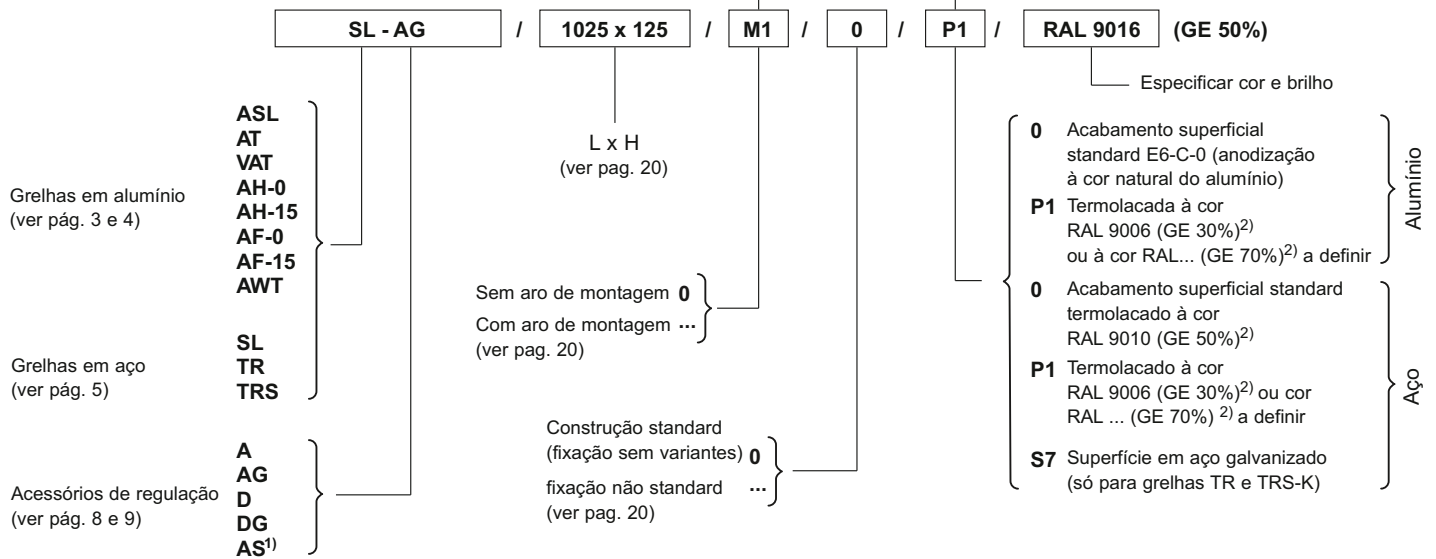 SL - AG / 1025 x 125 / M1 / 0 / P1 / RAL 9016 (GE 50%)
Especificar cor e brilho
L x H
(ver pag. 20)
Grelhas em alumínio
(ver pág. 3 e 4)
ASL
AT
VAT
AH-0
AH-15
AF-0
AF-15
AWT
Grelhas em aço
(ver pág. 5)
SL
TR
TRS
Acessórios de regulação
(ver pág. 8 e 9)
A
AG
D
DG
AS1)
Sem aro de montagem 0
Com aro de montagem ...
(ver pag. 20)
Construção standard
(fixação sem variantes) 0
fixação não standard ...
(ver pag. 20)
0 Acabamento superficial
standard E6-C-0 (anodização
à cor natural do alumínio)
P1 Termolacada à cor
RAL 9006 (GE 30%)2)
ou à cor RAL... (GE 70%)2) a definir
Alumínio
0 Acabamento superficial standard
termolacado à cor
RAL 9010 (GE 50%)2)
P1 Termolacado à cor
RAL 9006 (GE 30%)2) ou cor
RAL ... (GE 70%) 2) a definir
S7 Superfície em aço galvanizado
(só para grelhas TR e TRS-K)
Aço